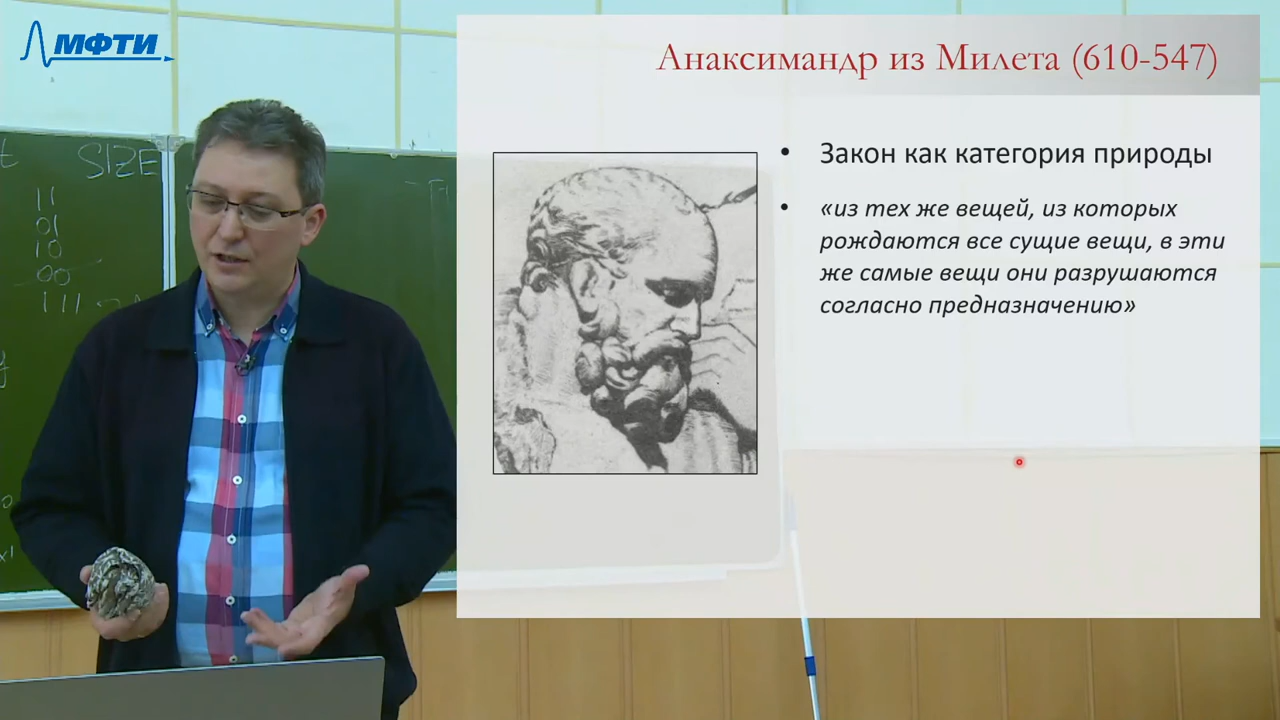 МФТИ
Анаксимандр из Милета (610-547)
• Закон как категория природы
• «из тех же вещей, из которых
рождаются все сущие вещи, в эти
же самые вещи они разрушаются
согласно предназначению»
SIZE
11
01
10
00
111